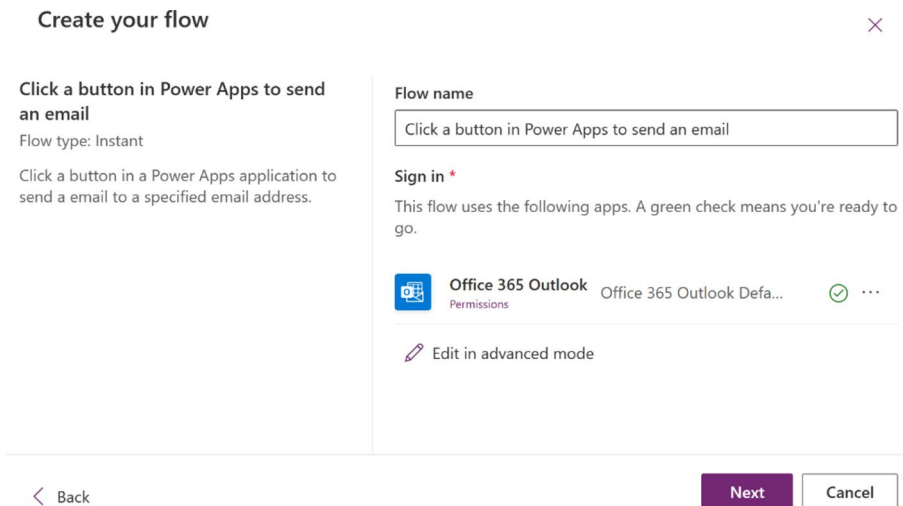 Create your flow
Click a button in Power Apps to send
an email
Flow type: Instant
Click a button in a Power Apps application to
send a email to a specified email address.
Flow name
Click a button in Power Apps to send an email
Sign in *
This flow uses the following apps. A green check means you're ready to
go.
Office 365 Outlook
Permissions
Office 365 Outlook Defa...
Edit in advanced mode
Back
Next
Cancel